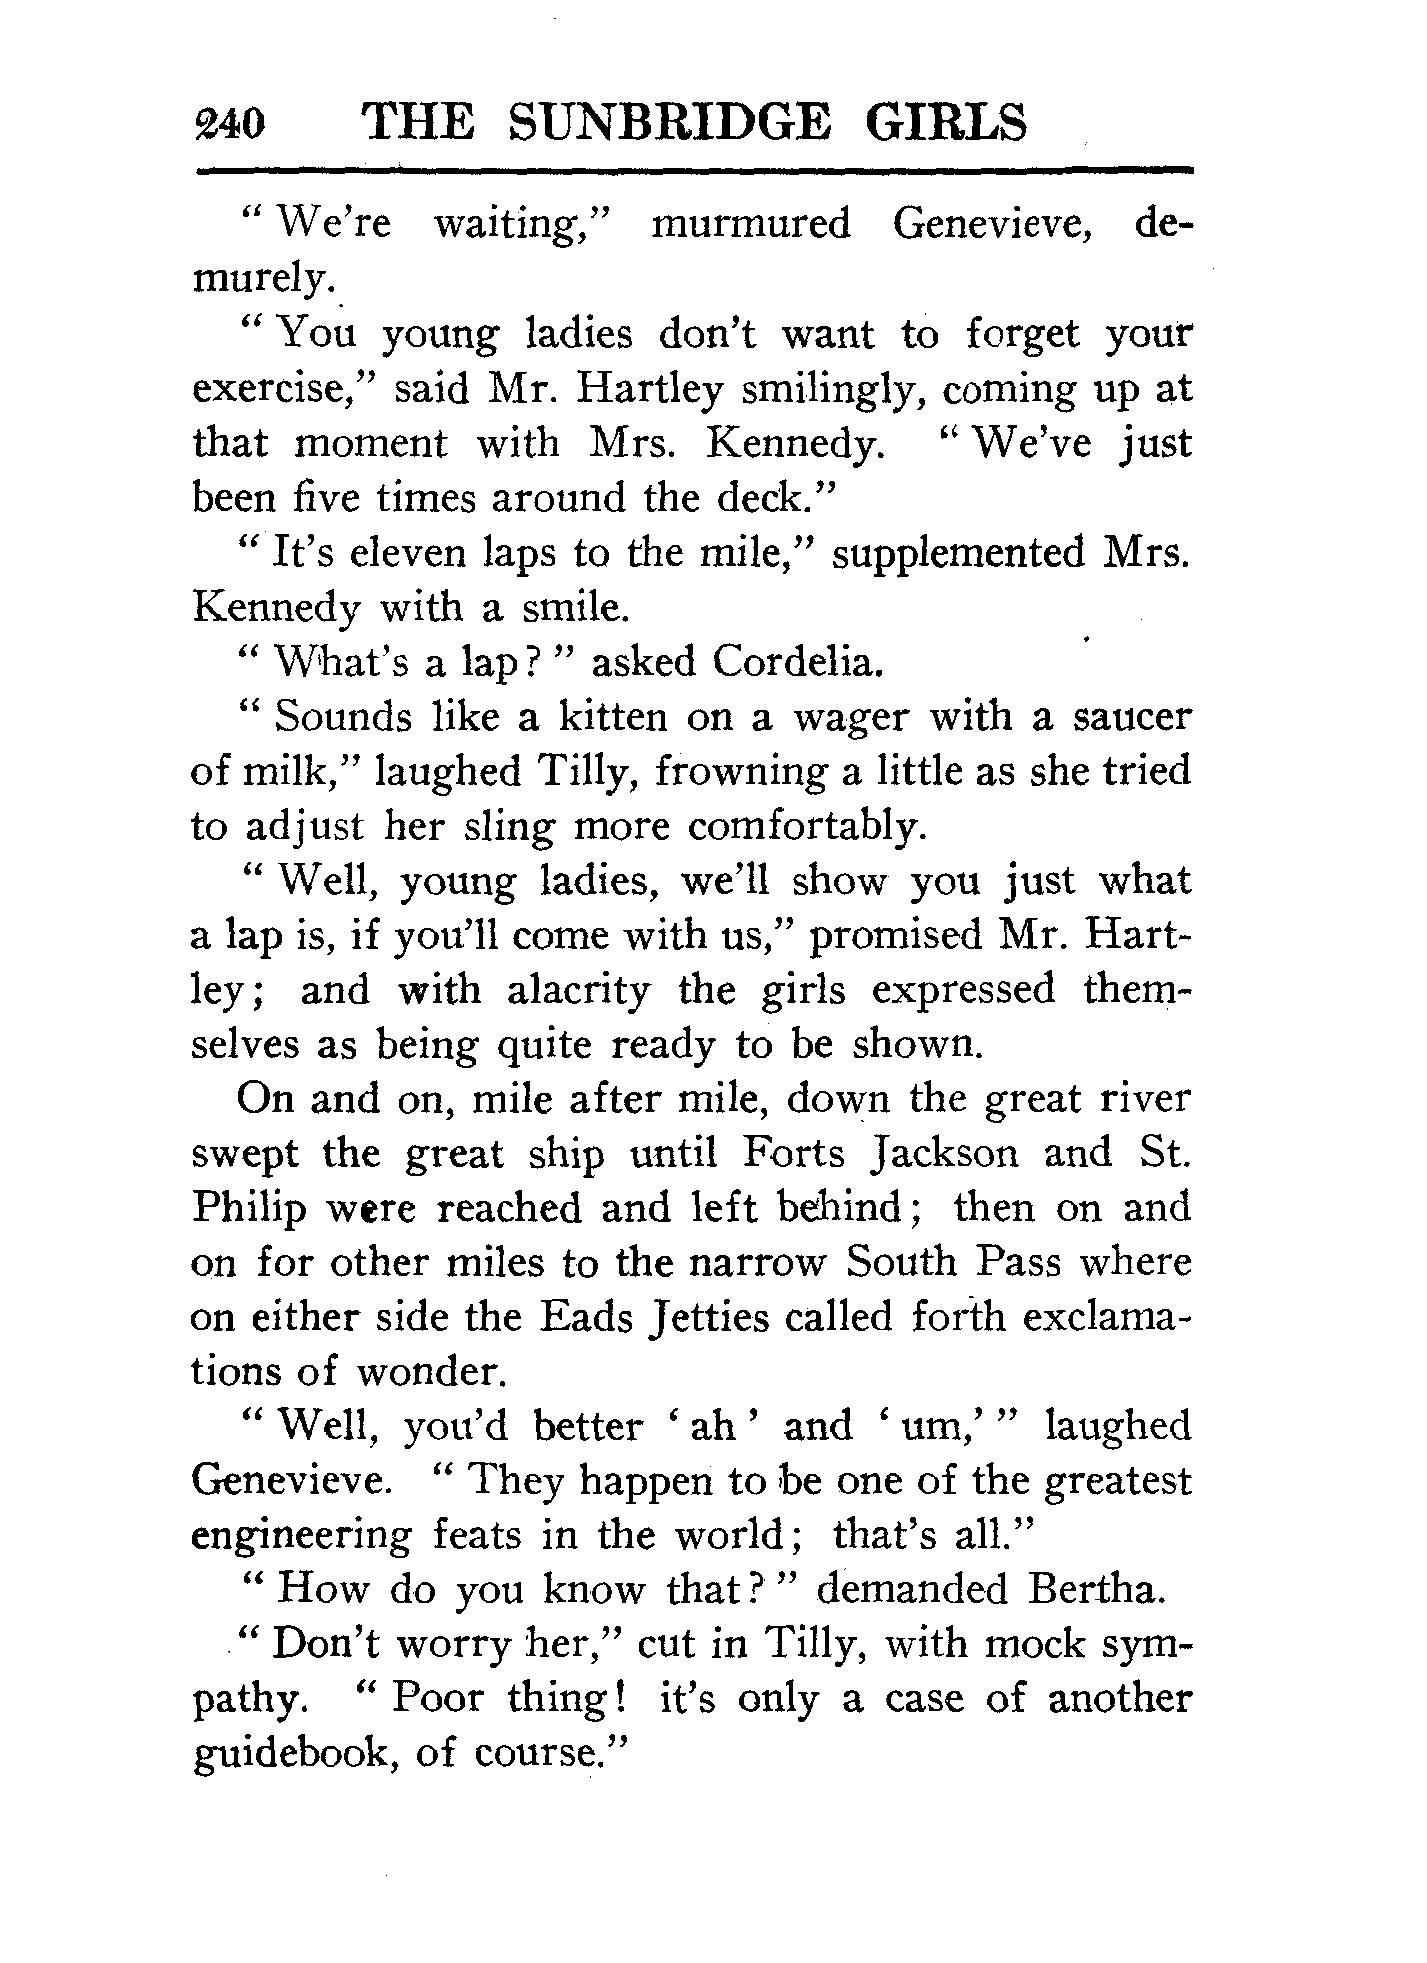 240 THE SUNBRIDGE GIRLS
" We're waiting," murmured Genevieve, de-
murely.
" You young ladies don't want to forget your
exercise," said Mr. Hartley smilingly, coming up at
that moment with Mrs. Kennedy. " We've just
been five times around the deck."
" It's eleven laps to the mile," supplemented Mrs.
Kennedy with a smile.
" What's a lap? " asked Cordelia.
" Sounds like a kitten on a wager with a saucer
of milk," laughed Tilly, frowning a little as she tried
to adjust her sling more comfortably.
" Well, young ladies, we'll show you just what
a lap is, if you'll come with us," promised Mr. Hart-
ley; and with alacrity the girls expressed them-
selves as being quite ready to be shown.
On and on, mile after mile, down the great river
swept the great ship until Forts Jackson and St.
Philip were reached and left behind; then on and
on for other miles to the narrow South Pass where
on either side the Eads Jetties called forth exclama-
tions of wonder.
" Well, you'd better ' ah ' and ' um,' " laughed
Genevieve. " They happen to be one of the greatest
engineering feats in the world; that's all."
" How do you know that? " demanded Bertha.
" Don't worry her," cut in Tilly, with mock sym-
pathy. " Poor thing! it's only a case of another
guidebook, of course."